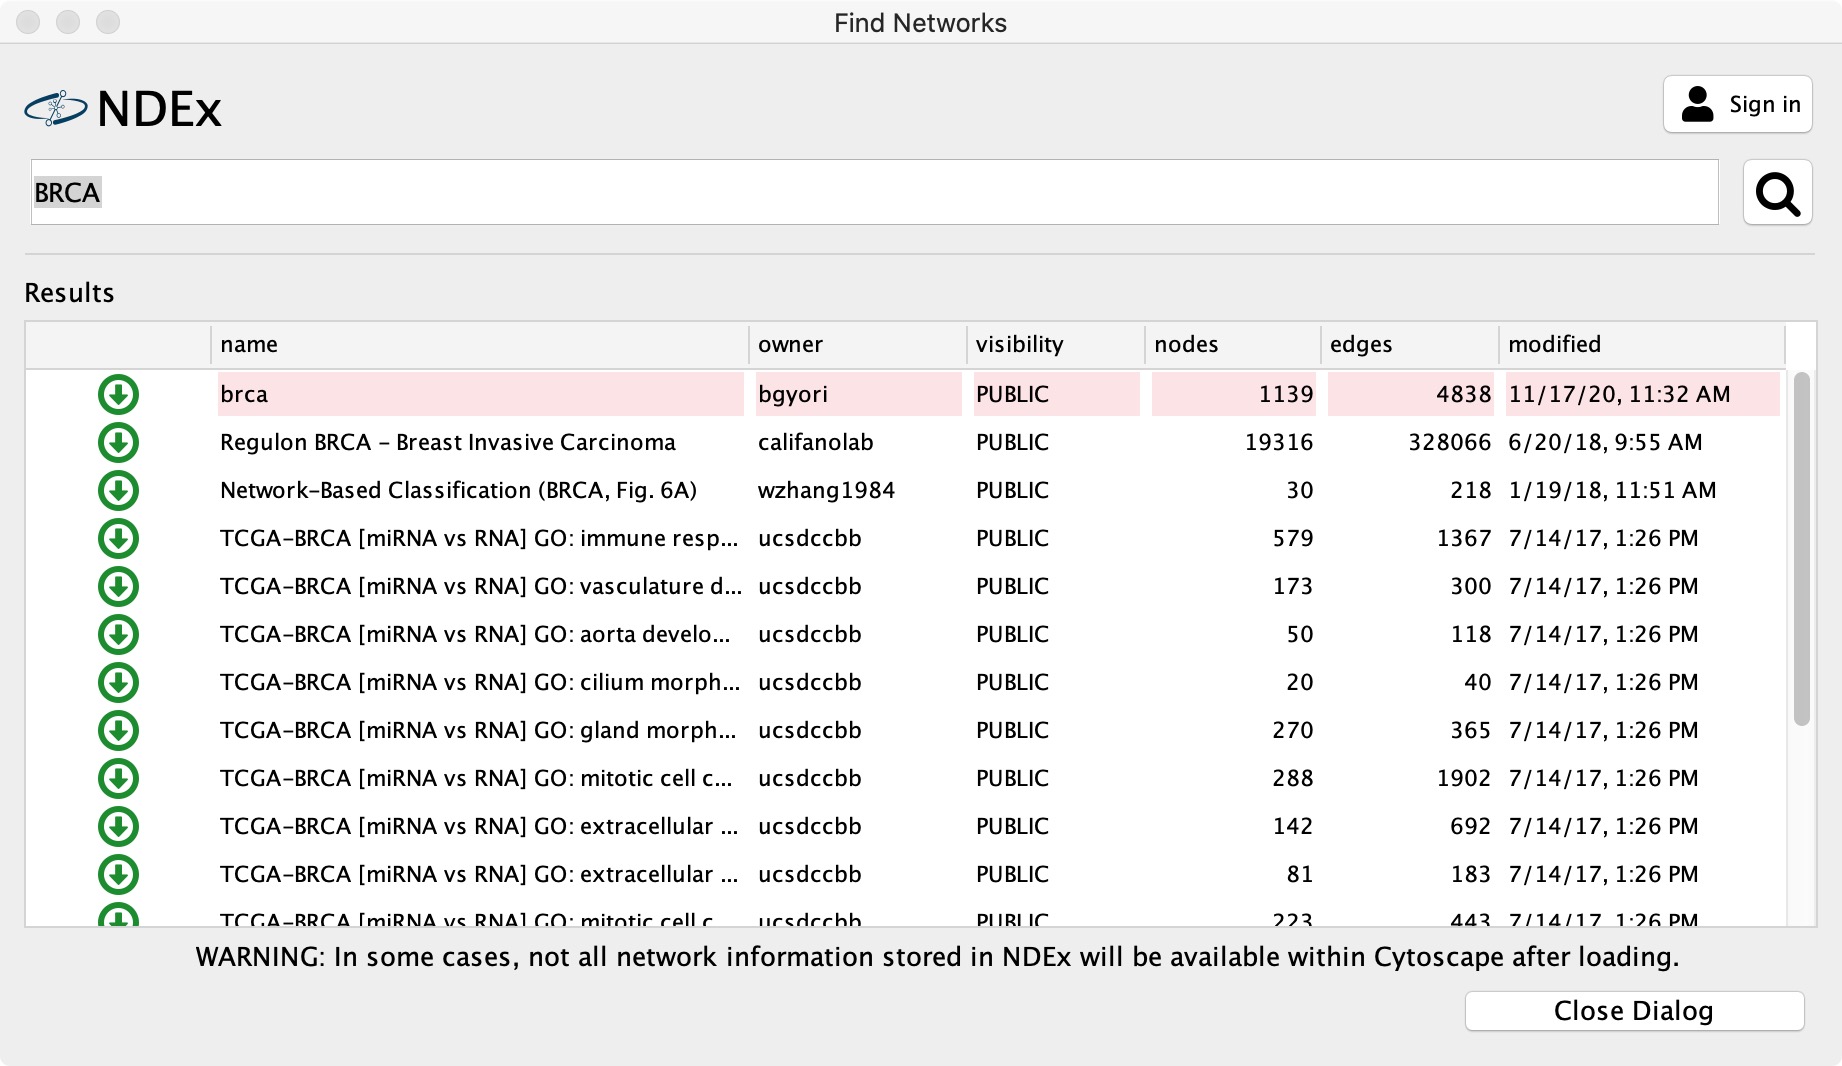 Find Networks
NDEx
Sign in
BRCA
Results
name owner visibility nodes edges modified
brca bgyori PUBLIC 1139 4838 11/17/20, 11:32 AM
Regulon BRCA - Breast Invasive Carcinoma califanolab PUBLIC 19316 328066 6/20/18, 9:55 AM
Network-Based Classification (BRCA, Fig. 6A) wzhang1984 PUBLIC 30 218 1/19/18, 11:51 AM
TCGA-BRCA [miRNA vs RNA] GO: immune resp... ucsdccbb PUBLIC 579 1367 7/14/17, 1:26 PM
TCGA-BRCA [miRNA vs RNA] GO: vasculature d... ucsdccbb PUBLIC 173 300 7/14/17, 1:26 PM
TCGA-BRCA [miRNA vs RNA] GO: aorta develo... ucsdccbb PUBLIC 50 118 7/14/17, 1:26 PM
TCGA-BRCA [miRNA vs RNA] GO: cilium morph... ucsdccbb PUBLIC 20 40 7/14/17, 1:26 PM
TCGA-BRCA [miRNA vs RNA] GO: gland morph... ucsdccbb PUBLIC 270 365 7/14/17, 1:26 PM
TCGA-BRCA [miRNA vs RNA] GO: mitotic cell c... ucsdccbb PUBLIC 288 1902 7/14/17, 1:26 PM
TCGA-BRCA [miRNA vs RNA] GO: extracellular ... ucsdccbb PUBLIC 142 692 7/14/17, 1:26 PM
TCGA-BRCA [miRNA vs RNA] GO: extracellular ... ucsdccbb PUBLIC 81 183 7/14/17, 1:26 PM
TCGA-BRCA [miRNA vs RNA] GO: mitotic cell c... ucsdccbb PUBLIC 223 443 7/14/17, 1:26 PM
WARNING: In some cases, not all network information stored in NDEx will be available within Cytoscape after loading.
Close Dialog